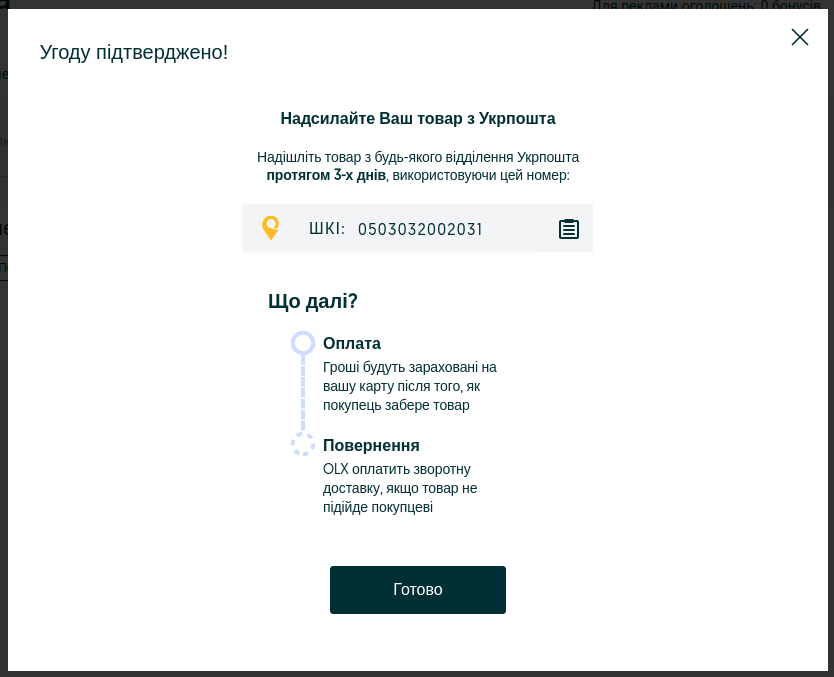 Для реклами оголошень: 0 бонусів
Угоду підтверджено!
Надсилайте Ваш товар з Укрпошта
Надішліть товар з будь-якого відділення Укрпошта
протягом 3-х днів, використовуючи цей номер:
ШКІ: 0503032002031
Що далі?
Оплата
Гроші будуть зараховані на
вашу карту після того, як
покупець забере товар
Повернення
OLX оплатить зворотну
доставку, якщо товар не
підійде покупцеві
Готово